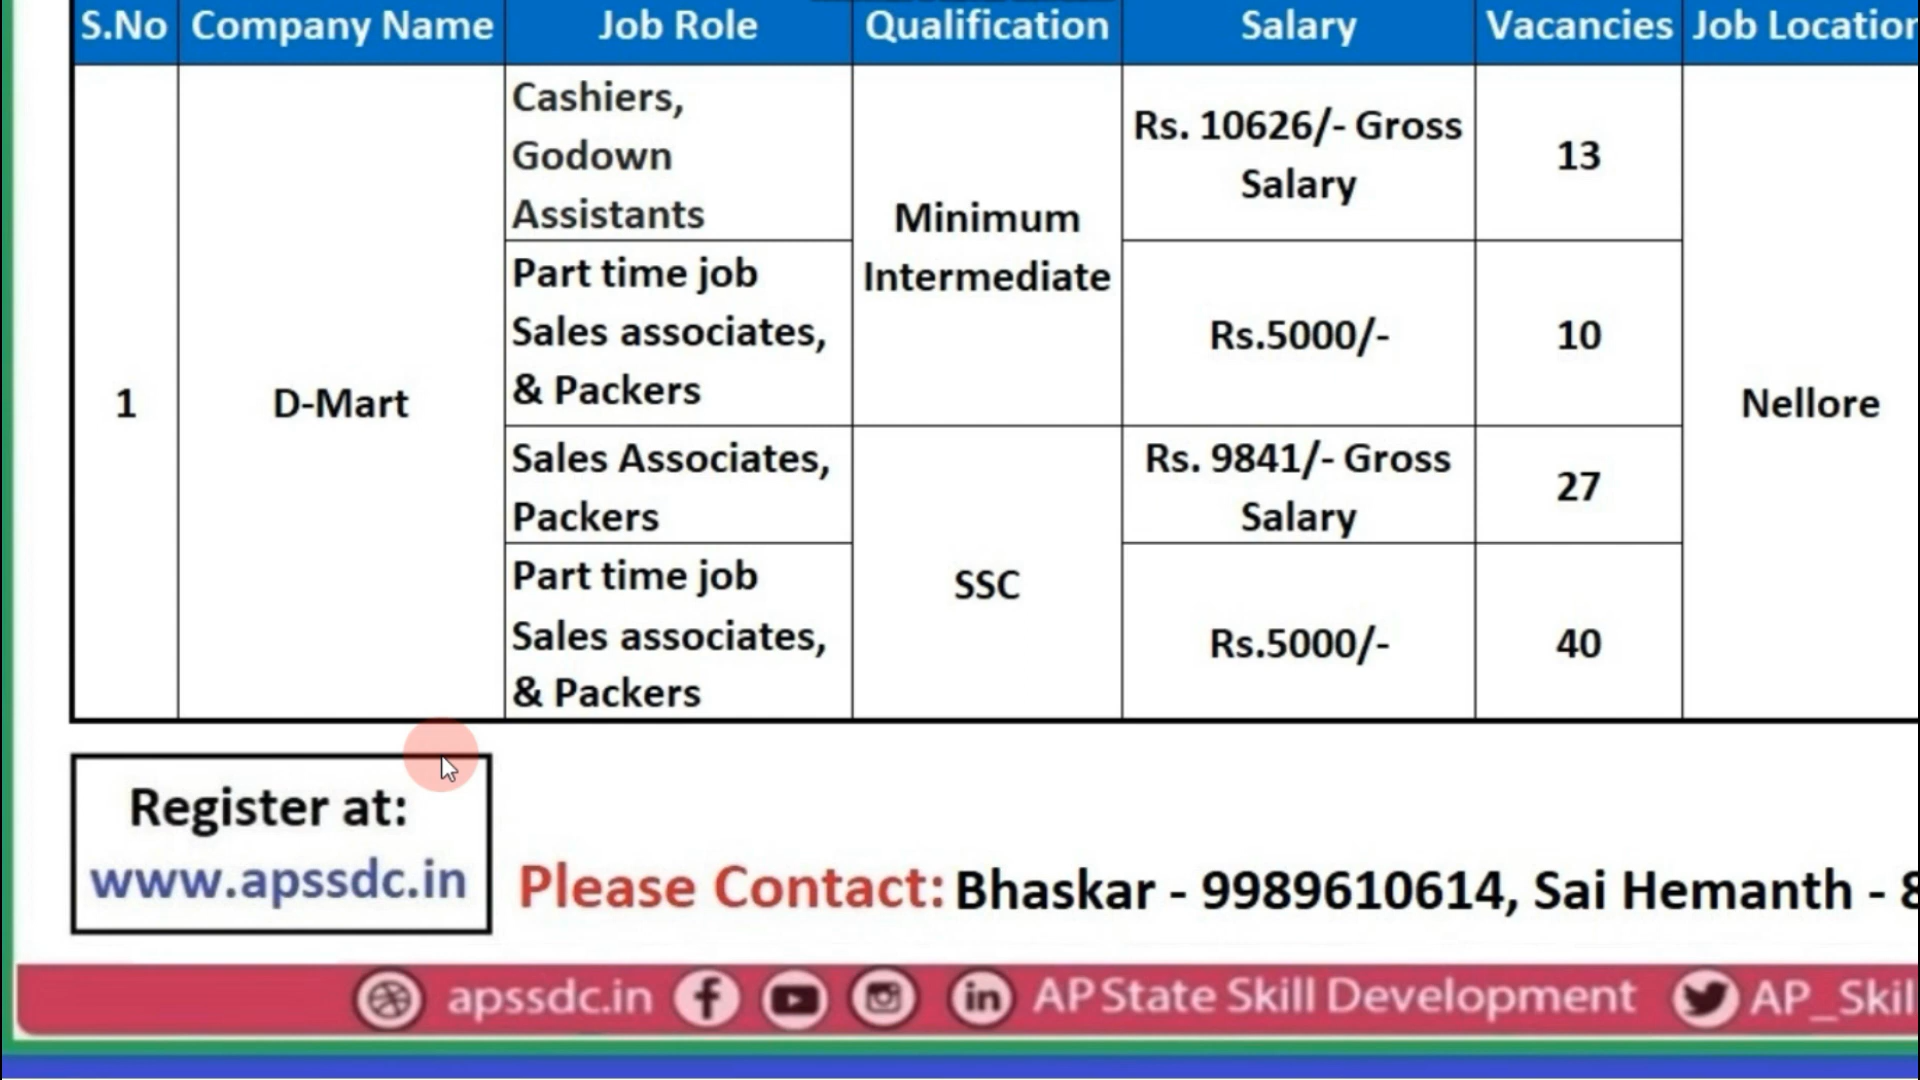 S.No Company Name Job Role Qualification Salary Vacancies Job Location
Cashiers,
Godown
Assistants
Minimum
Intermediate
Rs. 10626/- Gross
Salary
13
Part time job
Sales associates,
& Packers
Rs.5000/-
10
1
D-Mart
Nellore
Sales Associates,
Packers
SSC
Rs. 9841/- Gross
Salary
27
Part time job
Sales associates,
& Packers
Rs.5000/-
40
Register at:
www.apssdc.in
Please Contact: Bhaskar - 9989610614, Sai Hemanth - 8
apssdc.in AP State Skill Development AP_Skil